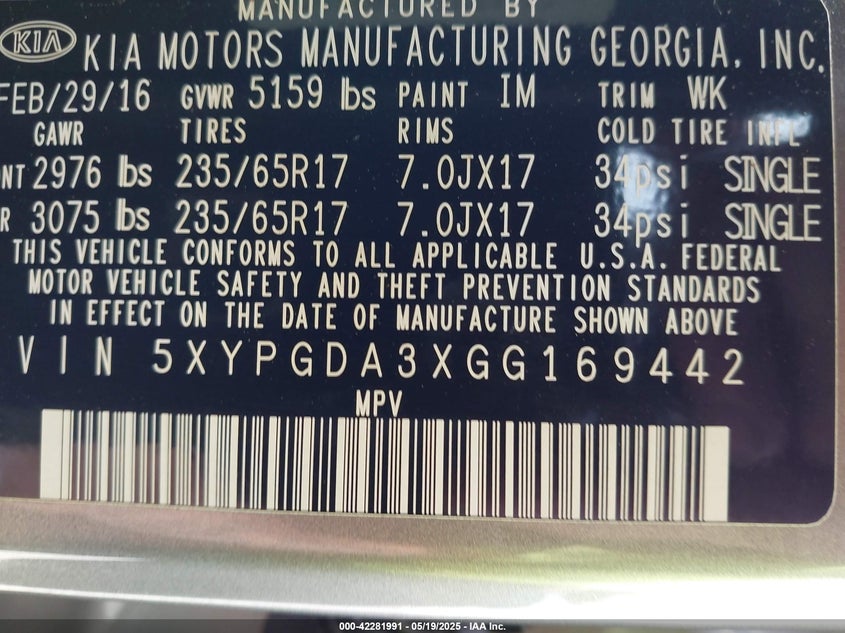 MANUFACTURED BY
KIA KIA MOTORS MANUFACTURING GEORGIA, INC.
FEB/29/16 GVWR 5159 lbs PAINT IM TRIM WK
GAWR TIRES RIMS COLD TIRE INFL
NT 2976 lbs 235/65R17 7.0JX17 34psi SINGLE
R 3075 lbs 235/65R17 7.0JX17 34psi SINGLE
THIS VEHICLE CONFORMS TO ALL APPLICABLE U.S.A. FEDERAL
MOTOR VEHICLE SAFETY AND THEFT PREVENTION STANDARDS
IN EFFECT ON THE DATE OF MANUFACTURE SHOWN ABOVE
VIN 5XYPGDA3XGG169442
MPV
000-42281991 - 05/19/2025 - IAA Inc.